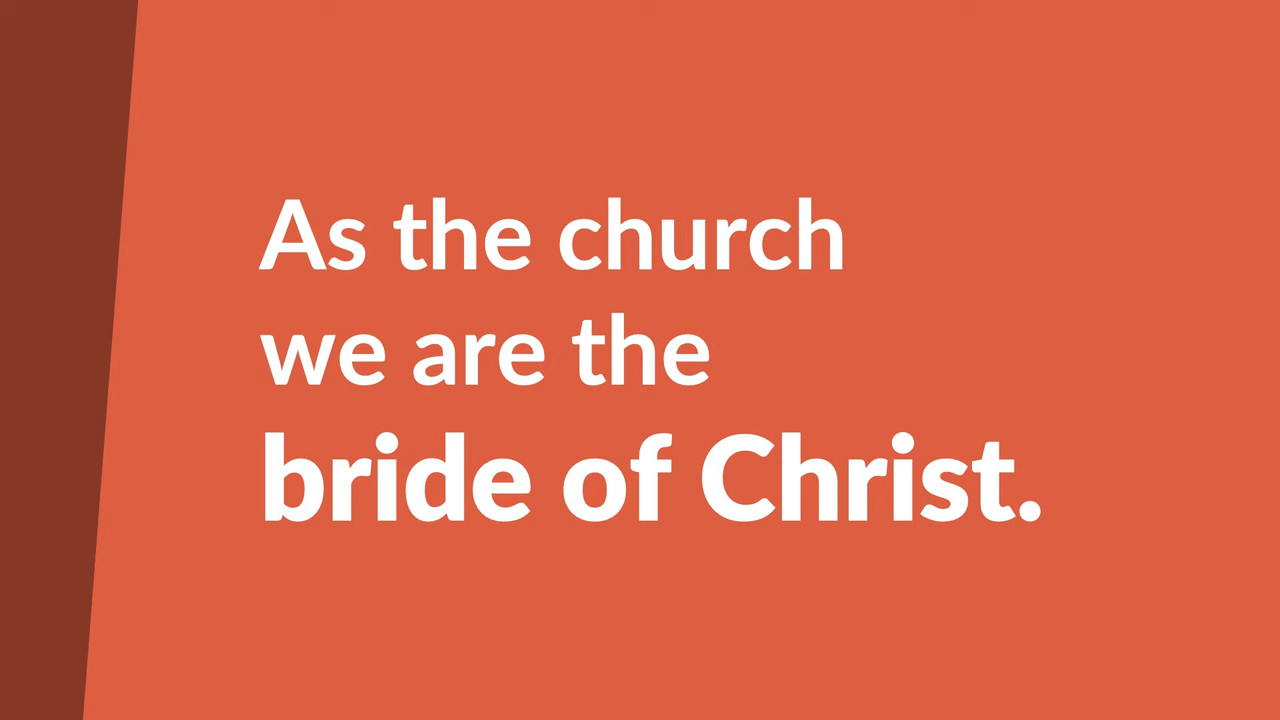 As the church
we are the
bride of Christ.